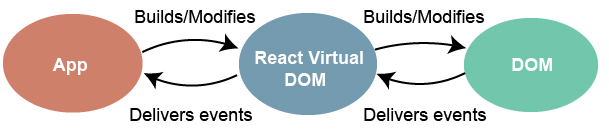 Builds/Modifies
Builds/Modifies
App
React Virtual
DOM
DOM
Delivers events
Delivers events